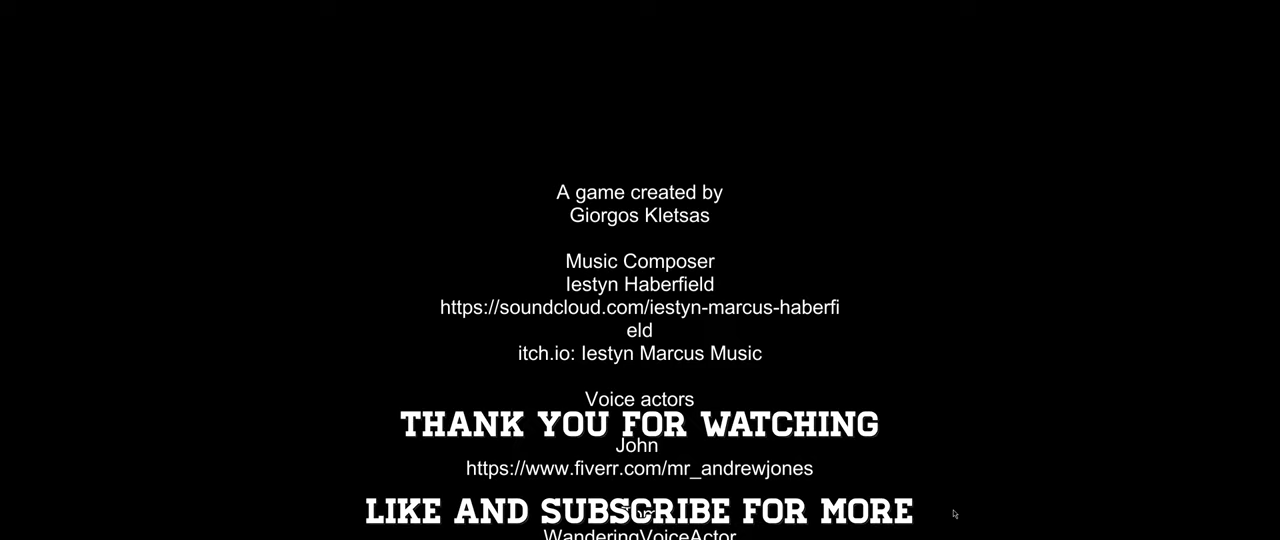 A game created by
Giorgos Kletsas
Music Composer
Iestyn Haberfield
https://soundcloud.com/iestyn-marcus-haberfi
eld
itch.io: Iestyn Marcus Music
Voice actors
THANK YOU FOR WATCHING
John
https://www.fiverr.com/mr_andrewjones
LIKE AND SUBSCRIBE FOR MORE
WanderingVoiceActor